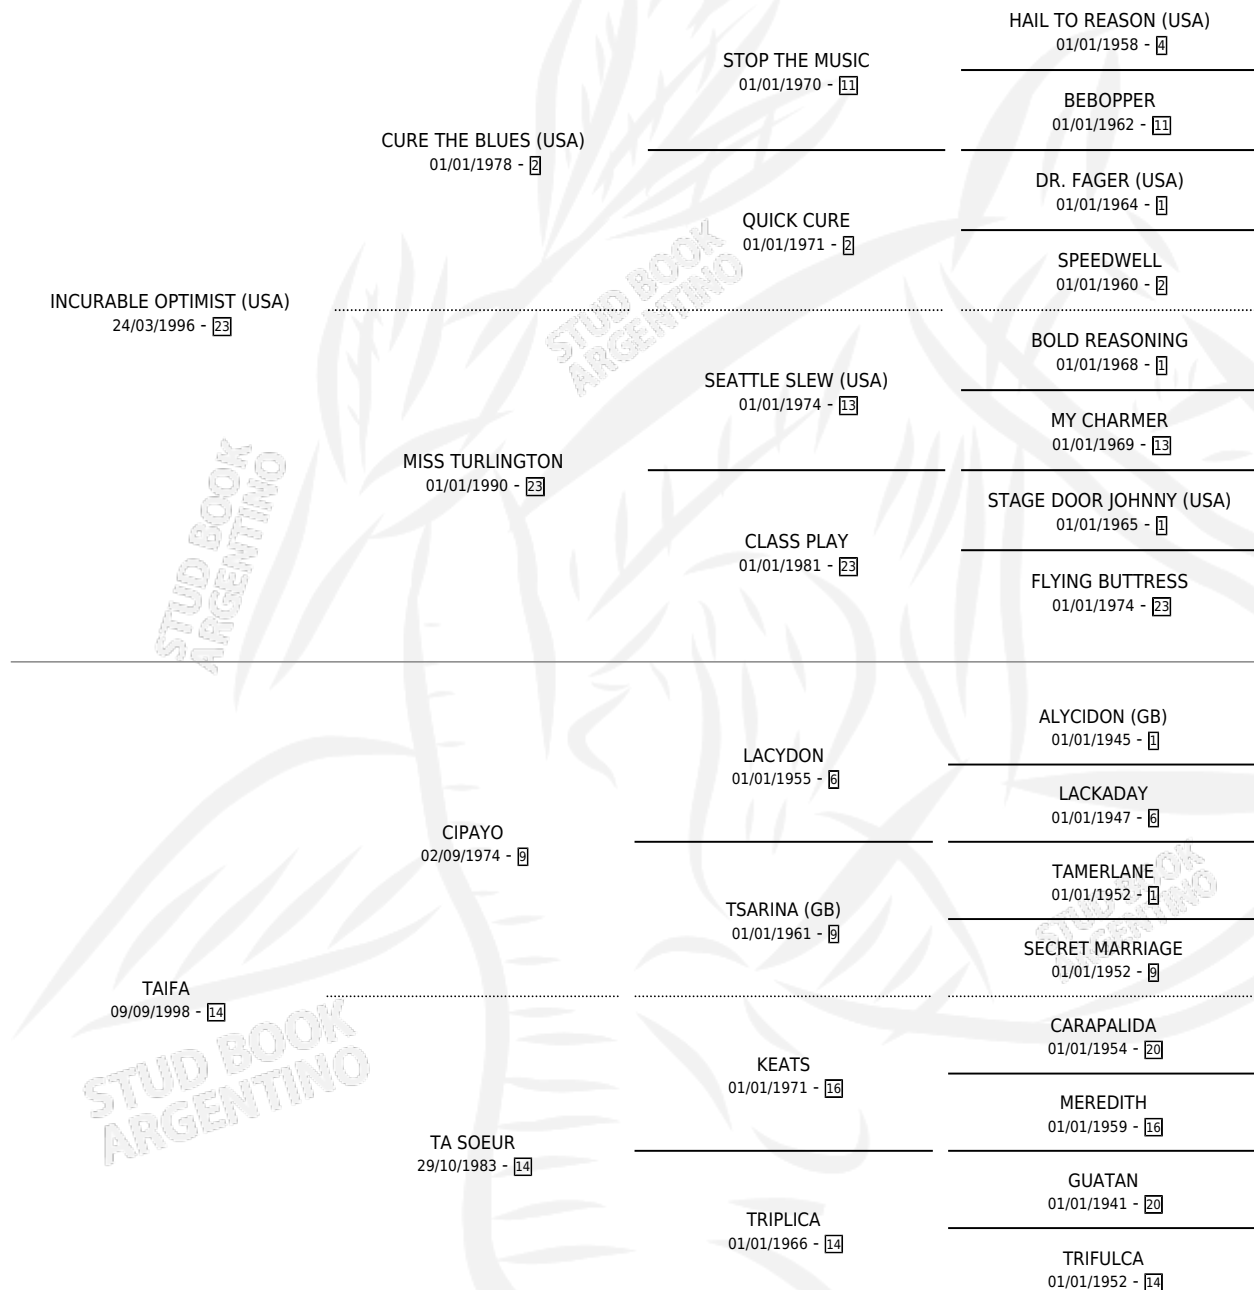 HAIL TO REASON (USA)
01/01/1958 - 4
STOP THE MUSIC
01/01/1970 - 11
BEBOPPER
01/01/1962 - 11
CURE THE BLUES (USA)
01/01/1978 - 2
DR. FAGER (USA)
01/01/1964 - 1
QUICK CURE
01/01/1971 - 2
SPEEDWELL
01/01/1960 - 2
INCURABLE OPTIMIST (USA)
24/03/1996 - 23
BOLD REASONING
01/01/1968 - 1
SEATTLE SLEW (USA)
01/01/1974 - 13
MY CHARMER
01/01/1969 - 13
MISS TURLINGTON
01/01/1990 - 23
STAGE DOOR JOHNNY (USA)
01/01/1965 - 1
CLASS PLAY
01/01/1981 - 23
FLYING BUTTRESS
01/01/1974 - 23
ALYCIDON (GB)
01/01/1945 - 1
LACYDON
01/01/1955 - 6
LACKADAY
01/01/1947 - 6
CIPAYO
02/09/1974 - 9
TAMERLANE
01/01/1952 - 1
TSARINA (GB)
01/01/1961 - 9
SECRET MARRIAGE
01/01/1952 - 9
TAIFA
09/09/1998 - 14
CARAPALIDA
01/01/1954 - 20
KEATS
01/01/1971 - 16
MEREDITH
01/01/1959 - 16
TA SOEUR
29/10/1983 - 14
GUATAN
01/01/1941 - 20
TRIPLICA
01/01/1966 - 14
TRIFULCA
01/01/1952 - 14
STUD BOOK
ARGENTINO
STUD BOOK
ARGENTINO
STUD BOOK
ARGENTINO
STUD BOOK
ARGENTINO